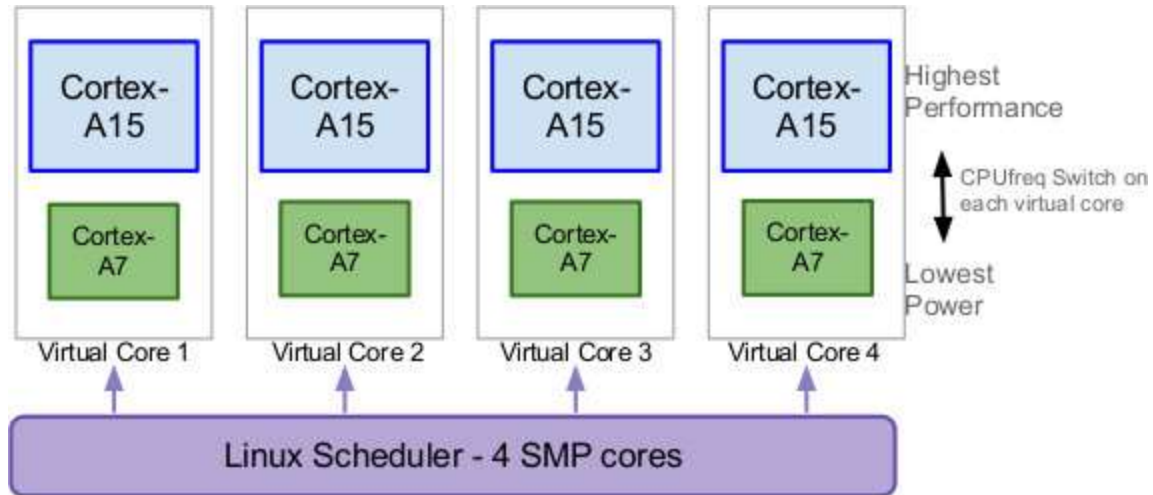 Cortex-
A15
Cortex-
A15
Cortex-
A15
Cortex-
A15
Highest
Performance
CPUfreq Switch on
each virtual core
Cortex-
A7
Cortex-
A7
Cortex-
A7
Cortex-
A7
Lowest
Power
Virtual Core 1
Virtual Core 2
Virtual Core 3
Virtual Core 4
Linux Scheduler - 4 SMP cores